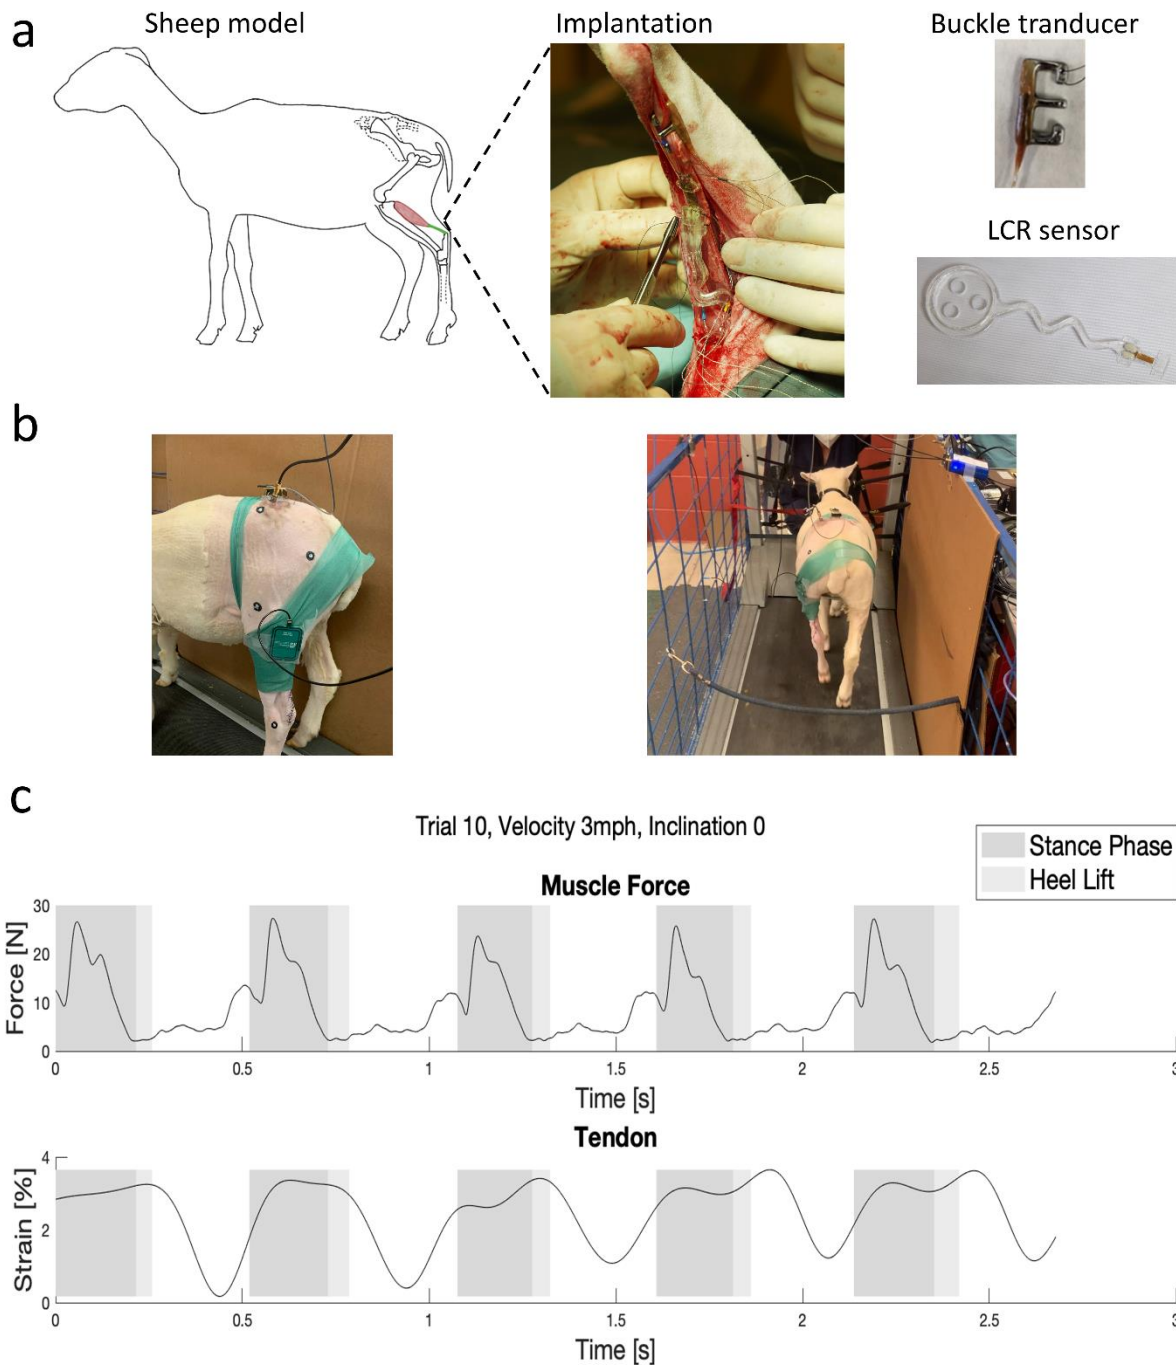 a
Sheep model
Implantation
Buckle tranducer
LCR sensor
b
c
Trial 10, Velocity 3mph, Inclination 0
Stance Phase
Heel Lift
Muscle Force
Force [N]
30
20
10
0
0 0.5 1 1.5 2 2.5 3
Time [s]
Tendon
Strain [%]
4
2
0
0 0.5 1 1.5 2 2.5 3
Time [s]